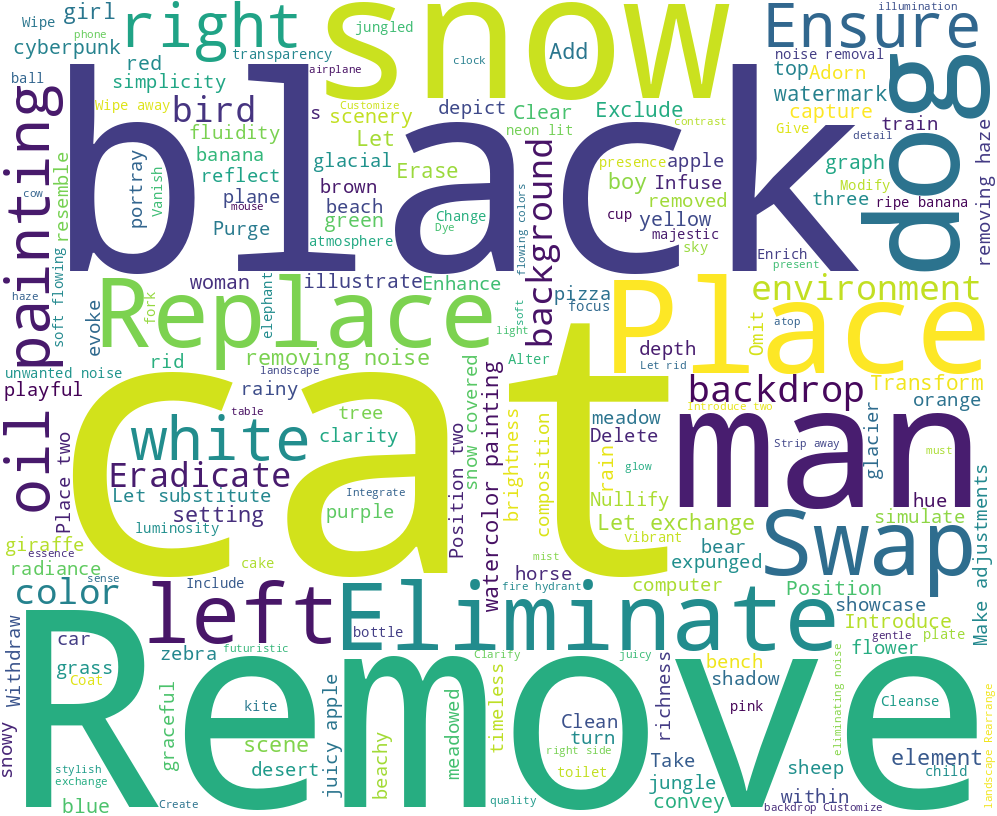 Wipe
girl
right
snow
Ensure
illumination
phone
jungled
cyberpunk
transparency
airplane
clock
Add
noise removal
red
top
Adorn
dog
ball
simplicity
watermark
Wipe away
bird
Customize
depict
Clear
Exclude
contrast
capture
painting
black
s
scenery
neon lit
Give
train
detail
removing haze
fluidity
Let
resemble
portray
banana
glacial
Erase
background
presence
apple
graph
Vanish
reflect
boy
Infuse
removed
Modify
cow
plane
brown
three
ripe banana
mouse
beach
cup
yellow
Purge
green
Change
Dye
flowing colors
majestic
atmosphere
sky
Enrich
present
soft flowing
woman
illustrate
Enhance
environment
haze
Replace
elephant
pizza
Place
fork
focus
soft
evoke
light
Omit
atop
removing noise
depth
rid
Alter
Let rid
unwanted noise
landscape
cat
playful
rainy
backdrop
Transform
oil
table
Introduce two
orange
white
tree
snow covered
meadow
man
clarity
watercolor painting
brightness
composition
Delete
Strip away
glacier
must
Place two
Eradicate
Position two
rain
glow
Let substitute
Integrate
Nullify
hue
setting
purple
Let exchange
simulate
luminosity
vibrant
Swap
Make adjustments
giraffe
essence
mist
bear
radiance
cake
expunged
sense
horse
color
Include
left
Eliminate
fire hydrant
computer
Position
showcase
Introduce
bottle
gentle
plate
Withdraw
car
zebra
futuristic
Clarify
juicy
flower
grass
richness
bench
Coat
graceful
shadow
eliminating noise
Remove
kite
juicy apple
meadowed
timeless
Clean
pink
Cleanse
snowy
turn
landscape Rearrange
scene
beachy
right side
Take
element
stylish
exchange
desert
toilet
jungle
sheep
child
blue
Create
quality
convey
within
backdrop Customize